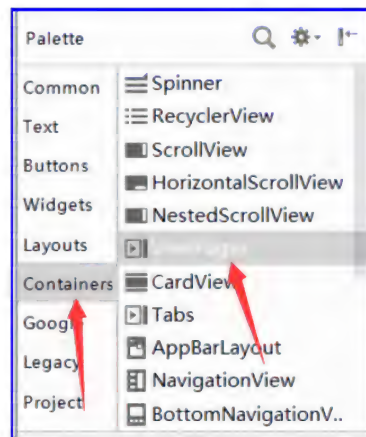 Palette
Common
Text
Buttons
Widgets
Layouts
Containers
Google
Legacy
Project
Spinner
RecyclerView
ScrollView
HorizontalScrollView
NestedScrollView
CardView
Tabs
AppBarLayout
NavigationView
BottomNavigationV..